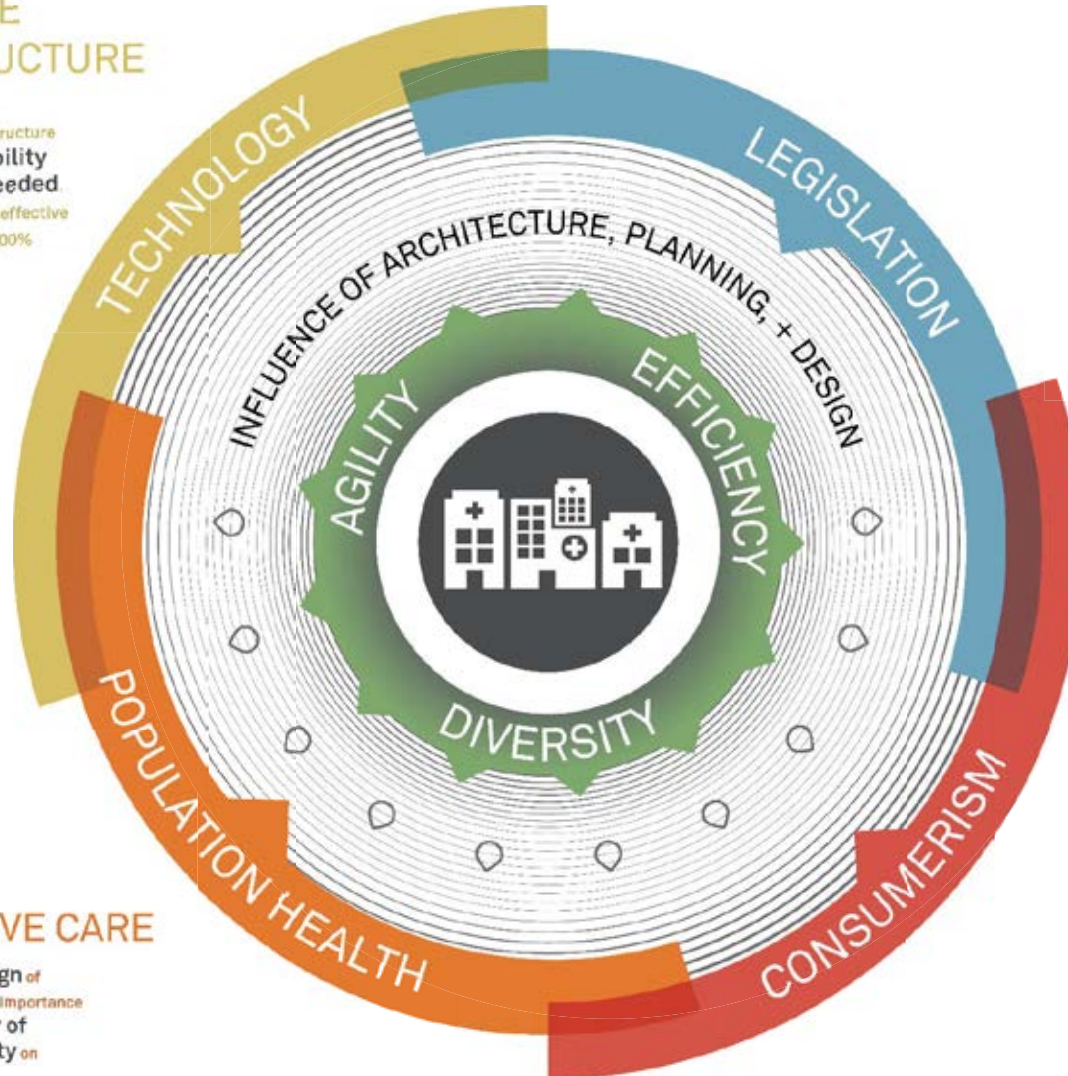 E
UCTURE
ructure
bility
eeded
effective
00%
TECHNOLOGY
LEGISLATION
INFLUENCE OF ARCHITECTURE, PLANNING, + DESIGN
AGILITY
EFFICIENCY
DIVERSITY
POPULATION HEALTH
CONSUMERISM
VE CARE
gn of
importance
of
ty on